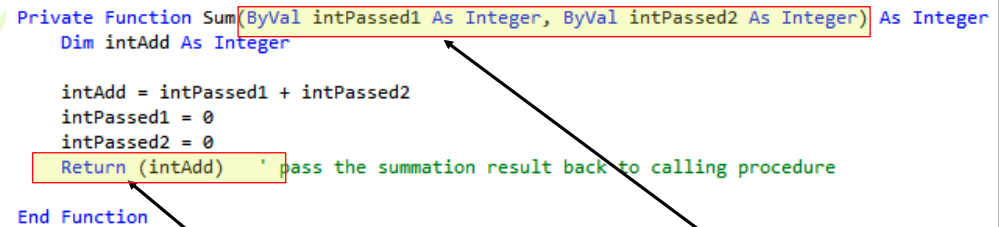 Private Function Sum(ByVal intPassed1 As Integer, ByVal intPassed2 As Integer) As Integer
Dim intAdd As Integer
intAdd = intPassed1 + intPassed2
intPassed1 = 0
intPassed2 = 0
Return (intAdd) ' pass the summation result back to calling procedure
End Function